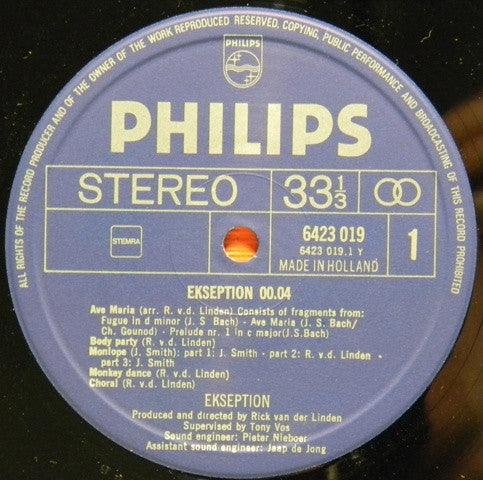 ALL RIGHTS OF THE RECORD PRODUCER AND OF THE OWNER OF THE WORK REPRODUCED RESERVED, COPYING, PUBLIC PERFORMANCE AND BROADCASTING OF THIS RECORD PROHIBITED
PHILIPS
PHILIPS
STEREO 33 1/3
STEMRA
6423 019
6423 019.1 Y
MADE IN HOLLAND
1
EKSEPTION 00.04
Ave Maria (arr. R. v.d. Linden) Consists of fragments from:
Fugue in d minor (J. S. Bach) - Ave Maria (J. S. Bach/
Ch. Gounod) - Prelude nr. 1 in c major(J.S.Bach)
Body party (R. v.d. Linden)
Monlope (J. Smith): part 1: J. Smith - part 2: R. v.d. Linden -
part 3: J. Smith
Monkey dance (R. v.d. Linden)
Choral (R. v.d. Linden)
EKSEPTION
Produced and directed by Rick van der Linden
Supervised by Tony Vos
Sound engineer: Pieter Nieboer
Assistant sound engineer: Jaap de Jong